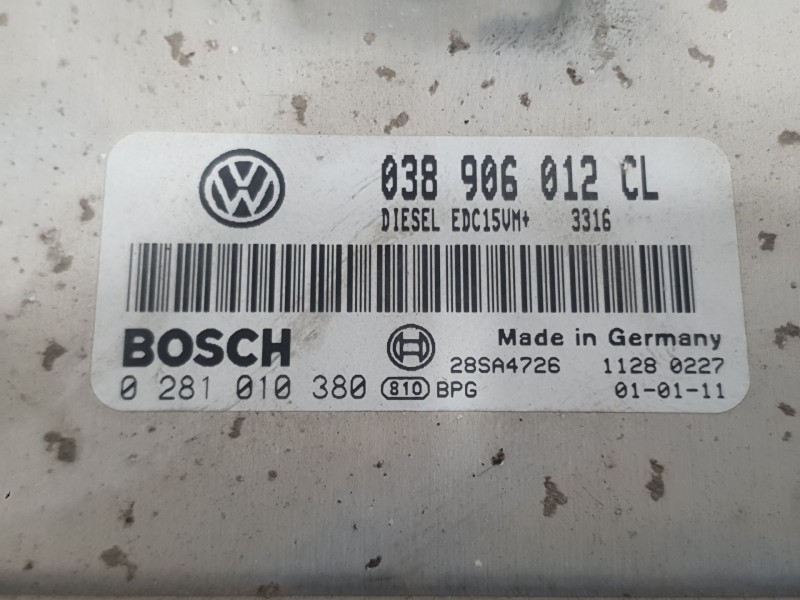 038 906 012 CL
DIESEL EDC15VM+ 3316
BOSCH
Made in Germany
28SA4726 1128 0227
0 281 010 380 810 BPG 01-01-11